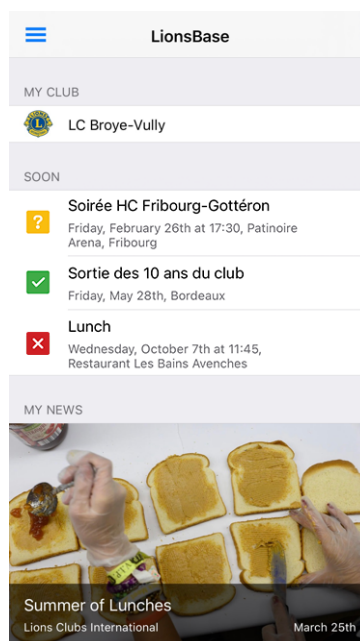 LionsBase
MY CLUB
LC Broye-Vully
SOON
Soirée HC Fribourg-Gottéron
Friday, February 26th at 17:30, Patinoire
Arena, Fribourg
Sortie des 10 ans du club
Friday, May 28th, Bordeaux
Lunch
Wednesday, October 7th at 11:45,
Restaurant Les Bains Avenches
MY NEWS
Summer of Lunches
Lions Clubs International March 25th